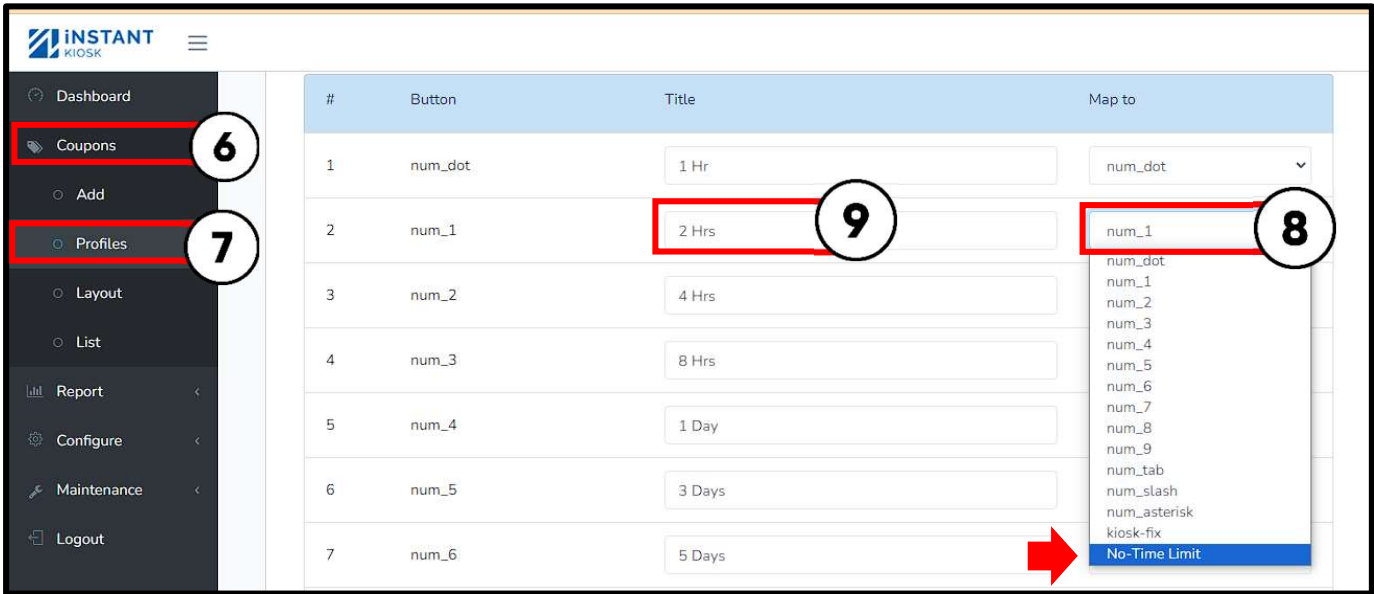 iNSTANT
KIOSK
Dashboard
Coupons
6
Add
Profiles
7
Layout
List
Report
Configure
Maintenance
Logout
# Button Title Map to
1 num_dot 1 Hr num_dot
2 num_1 2 Hrs 9 num_1 8
3 num_2 4 Hrs
4 num_3 8 Hrs
5 num_4 1 Day
6 num_5 3 Days
7 num_6 5 Days
num_dot
num_1
num_2
num_3
num_4
num_5
num_6
num_7
num_8
num_9
num_tab
num_slash
num_asterisk
kiosk-fix
No-Time Limit